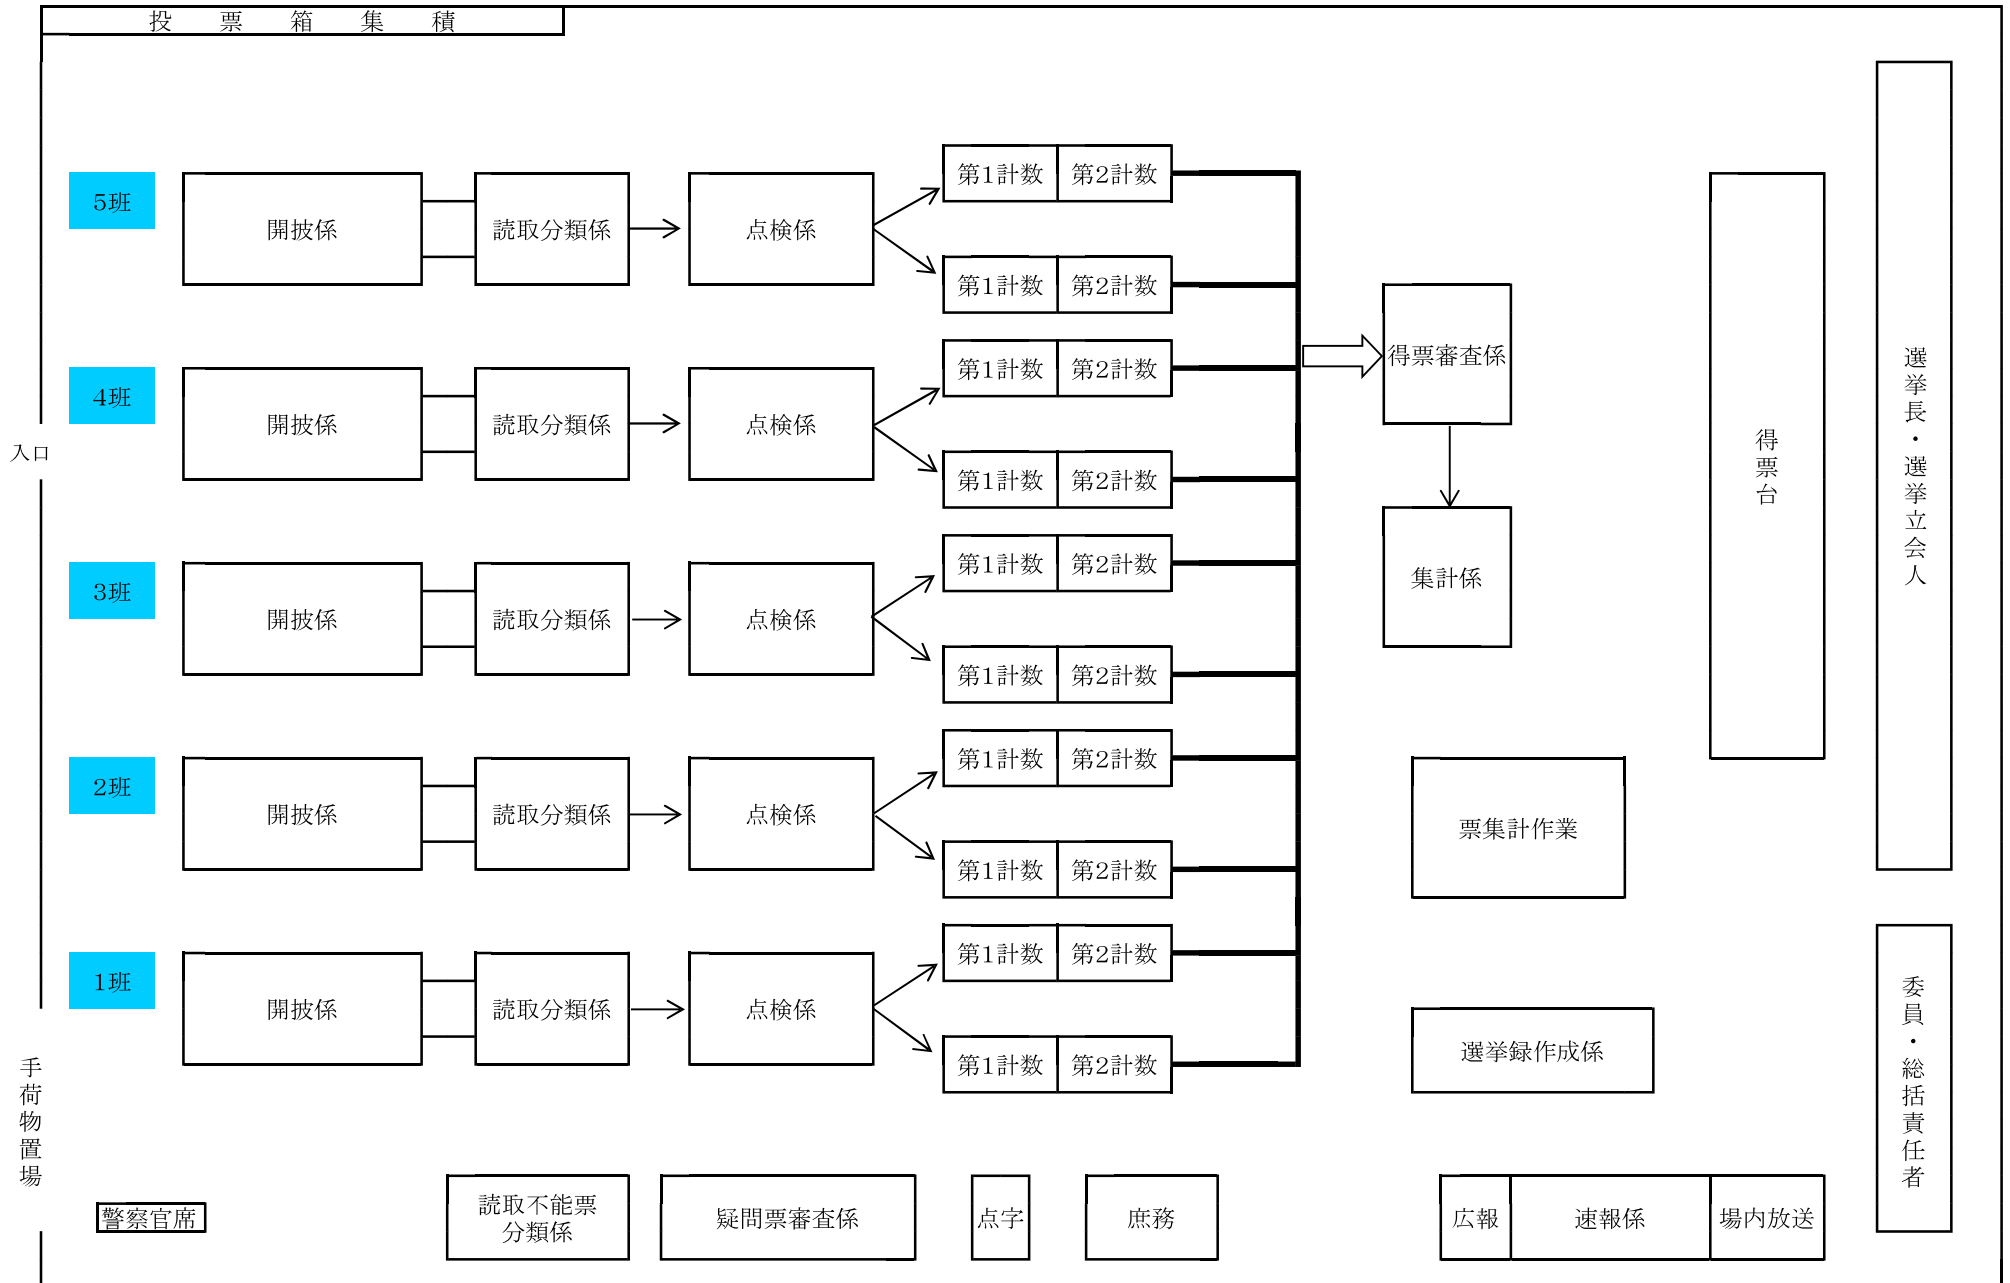 投票箱集積
5班
開披係
読取分類係
点検係
第1計数
第2計数
第1計数
第2計数
4班
開披係
読取分類係
点検係
第1計数
第2計数
第1計数
第2計数
3班
開披係
読取分類係
点検係
第1計数
第2計数
第1計数
第2計数
2班
開披係
読取分類係
点検係
第1計数
第2計数
第1計数
第2計数
1班
開披係
読取分類係
点検係
第1計数
第2計数
第1計数
第2計数
入口
手荷物置場
得票審査係
集計係
得票台
選挙長・選挙立会人
票集計作業
選挙録作成係
委員・総括責任者
警察官席
読取不能票
分類係
疑問票審査係
点字
庶務
広報
速報係
場内放送